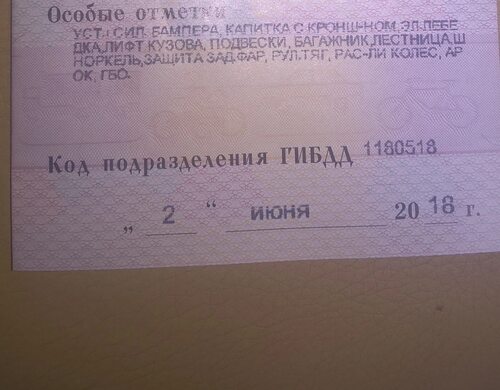 Особые отметки
УСТ: СИЛ. БАМПЕРА, КАПИТКА С КРОНШ-НОМ, ЭЛ.ЛЕБЕ
ДКА,ЛИФТ КУЗОВА, ПОДВЕСКИ, БАГАЖНИК,ЛЕСТНИЦА,Ш
НОРКЕЛЬ,ЗАЩИТА ЗАД.ФАР, РУЛ.ТЯГ, РАС-ЛИ КОЛЕС, АР
ОК, ГБО.
Код подразделения ГИБДД 1180518
„ 2 “ ИЮНЯ 20 18 г.